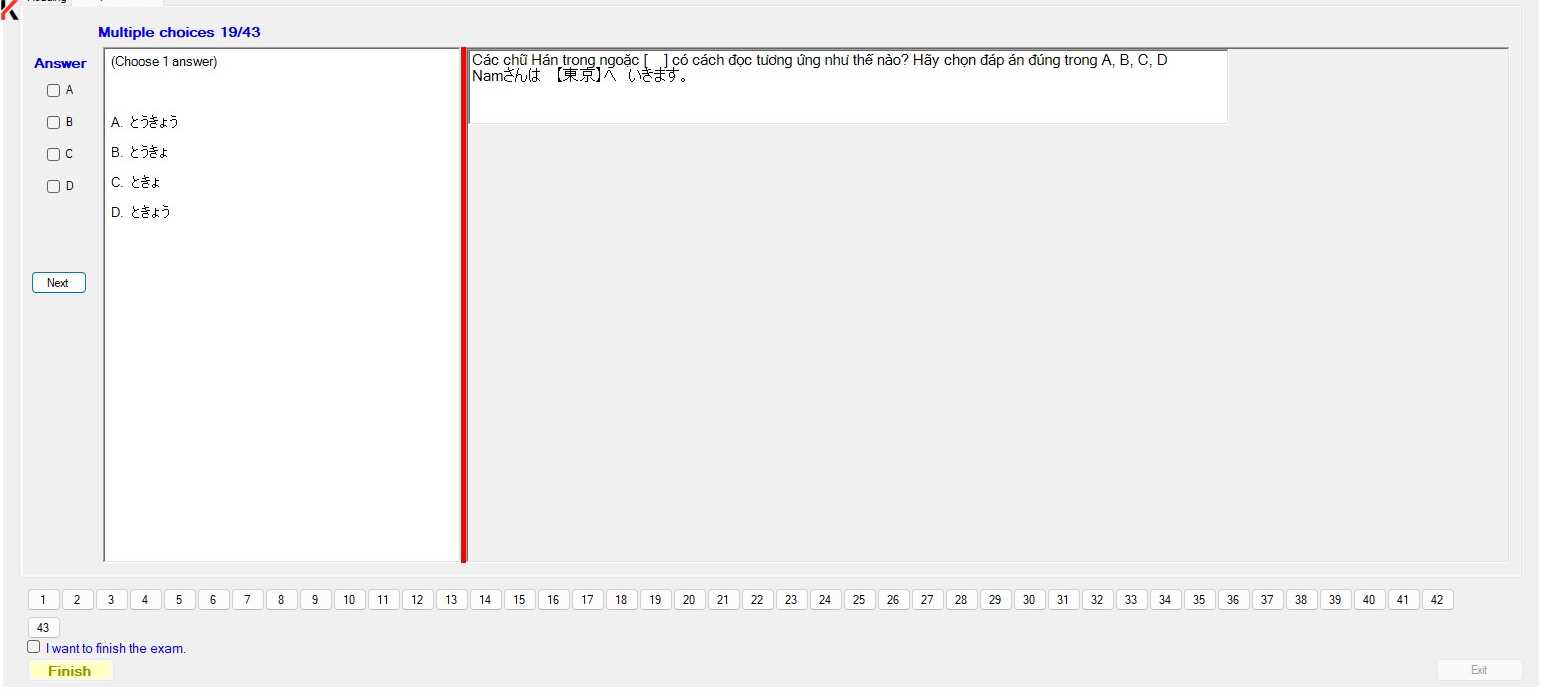 Multiple choices 19/43
Answer
A
B
C
D
Next
(Choose 1 answer)
A. とうきょう
B. とうきょ
C. ときょ
D. ときょう
Các chữ Hán trong ngoặc [   ] có cách đọc tương ứng như thế nào? Hãy chọn đáp án đúng trong A, B, C, D
Namさんは 【東京】へ いきます。
1 2 3 4 5 6 7 8 9 10 11 12 13 14 15 16 17 18 19 20 21 22 23 24 25 26 27 28 29 30 31 32 33 34 35 36 37 38 39 40 41 42
43
I want to finish the exam.
Finish
Exit